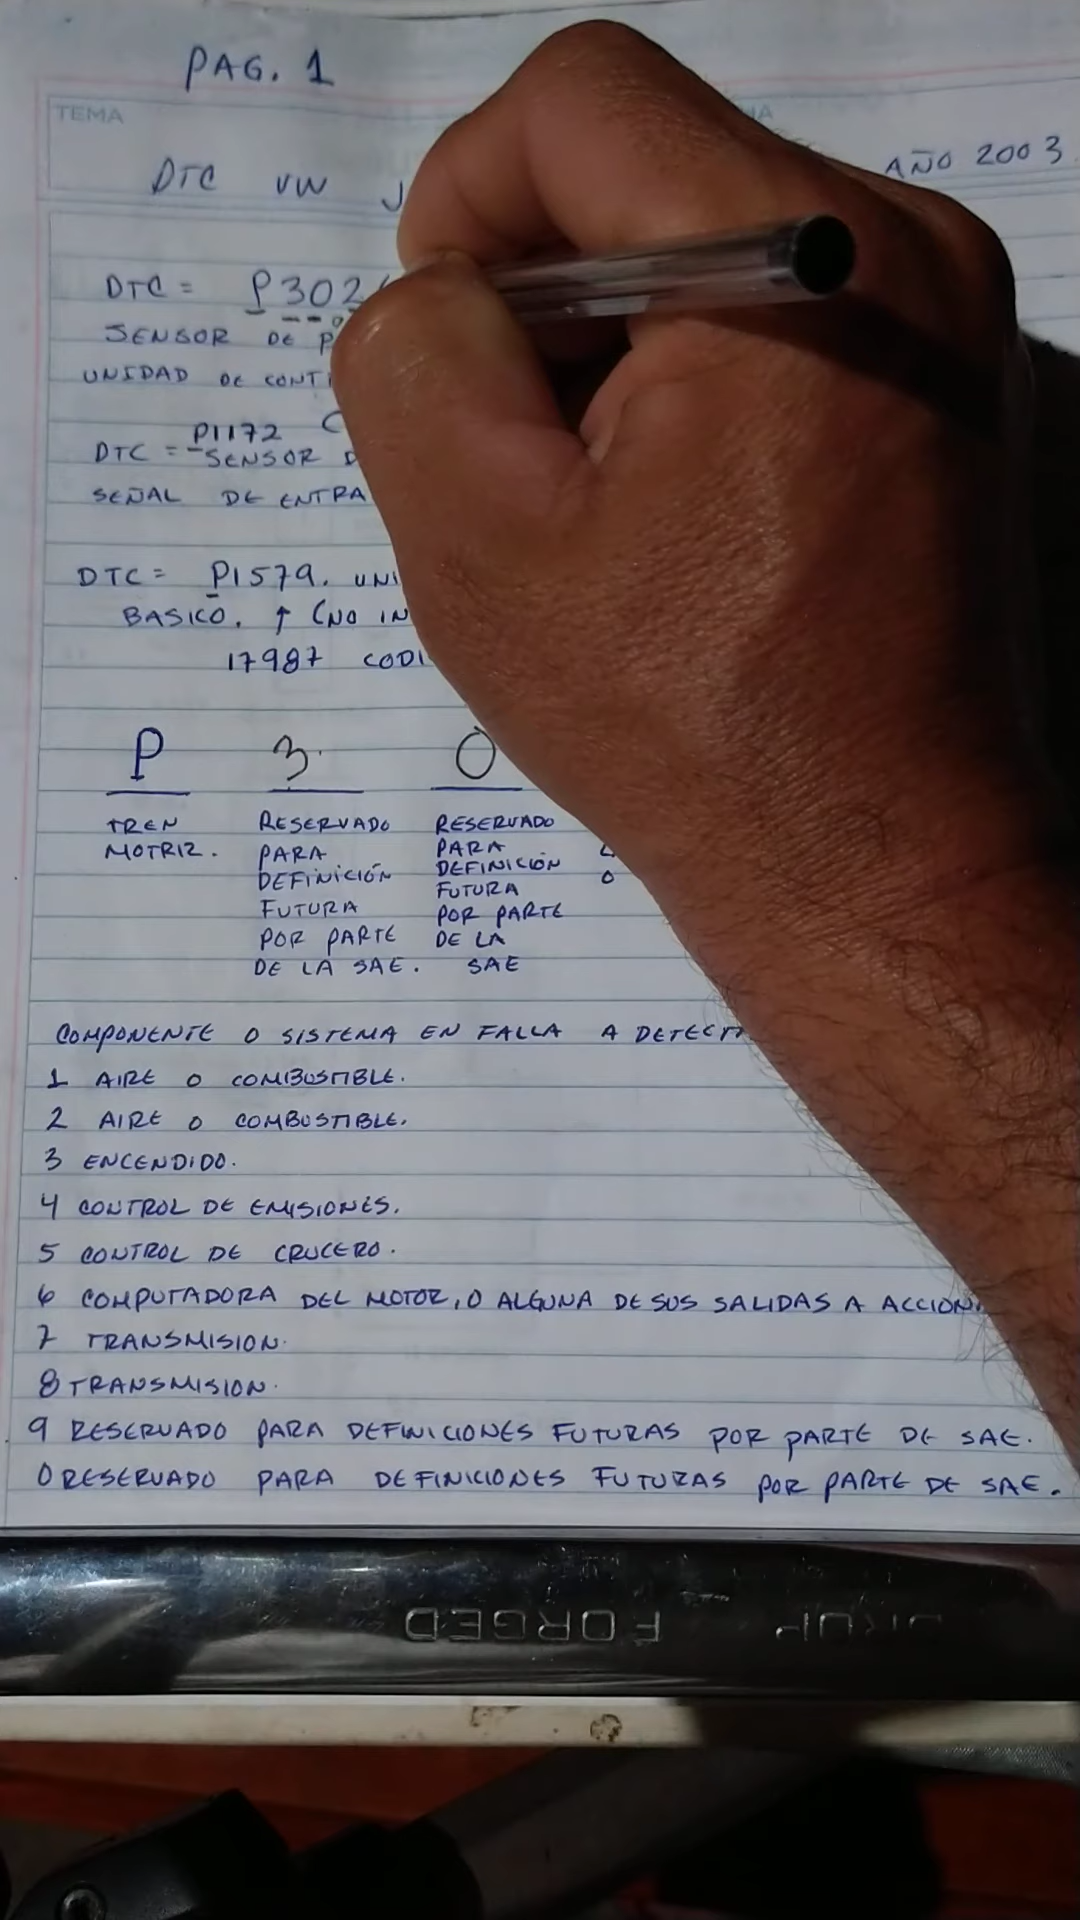 PAG. 1
TEMA
DTC VW J
AÑO 2003
DTC = P302
SENSOR DE P
UNIDAD DE CONT
P1172 C
DTC = SENSOR D
SEÑAL DE ENTRA
DTC = P1579. UNI
BASICO. ↑ (NO IN
17987 CODI
P 3. O
TREN MOTRIZ.
RESERVADO
PARA
DEFINICIÓN
FUTURA
POR PARTE
DE LA SAE.
RESERVADO
PARA
DEFINICIÓN
FUTURA
POR PARTE
DE LA
SAE
COMPONENTE O SISTEMA EN FALLA A DETECTA
1 AIRE O COMBUSTIBLE.
2 AIRE O COMBUSTIBLE.
3 ENCENDIDO.
4 CONTROL DE EMISIONES.
5 CONTROL DE CRUCERO.
6 COMPUTADORA DEL MOTOR, O ALGUNA DE SUS SALIDAS A ACCION
7 TRANSMISION.
8 TRANSMISION.
9 RESERVADO PARA DEFINICIONES FUTURAS POR PARTE DE SAE.
0 RESERVADO PARA DEFINICIONES FUTURAS POR PARTE DE SAE.
DROP FORGED